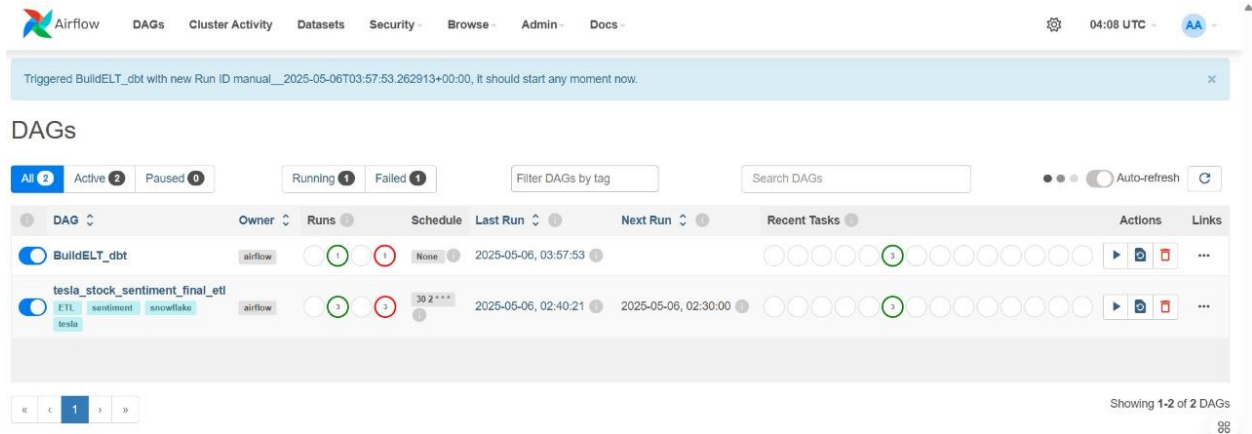 Airflow DAGs Cluster Activity Datasets Security Browse Admin Docs 04:08 UTC AA
Triggered BuildELT_dbt with new Run ID manual__2025-05-06T03:57:53.262913+00:00, it should start any moment now. ×
DAGs
All 2 Active 2 Paused 0 Running 1 Failed 1 Filter DAGs by tag Search DAGs Auto-refresh
DAG Owner Runs Schedule Last Run Next Run Recent Tasks Actions Links
BuildELT_dbt airflow 1 1 None 2025-05-06, 03:57:53 3
tesla_stock_sentiment_final_etl
ETL sentiment snowflake airflow 3 3 30 2 * * * 2025-05-06, 02:40:21 2025-05-06, 02:30:00 3
tesla
« ‹ 1 › » Showing 1-2 of 2 DAGs